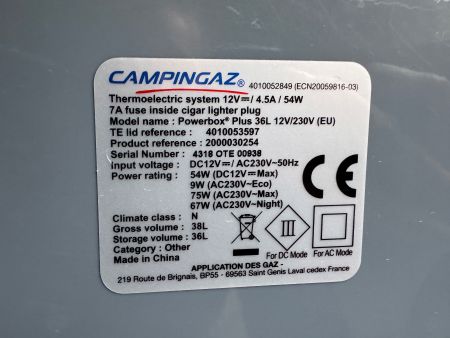 CAMPINGAZ® 4010052849 (ECN20059816-03)
Thermoelectric system 12V⎓/ 4.5A / 54W
7A fuse inside cigar lighter plug
Model name : Powerbox® Plus 36L 12V/230V (EU)
TE lid reference : 4010053597
Product reference : 2000030254
Serial Number : 4318 OTE 00938
Input voltage : DC12V⎓ / AC230V~50Hz
Power rating : 54W (DC12V⎓Max)
9W (AC230V~Eco)
75W (AC230V~Max)
67W (AC230V~Night)
Climate class : N
Gross volume : 38L
Storage volume : 36L
Category : Other
Made in China
CE
III
For DC Mode
For AC Mode
APPLICATION DES GAZ -
219 Route de Brignais, BP55 - 69563 Saint Genis Laval cedex France